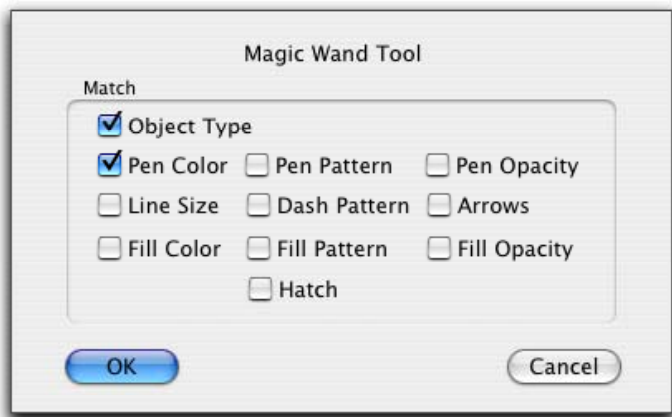 Magic Wand Tool
Match
Object Type
Pen Color Pen Pattern Pen Opacity
Line Size Dash Pattern Arrows
Fill Color Fill Pattern Fill Opacity
Hatch
OK Cancel